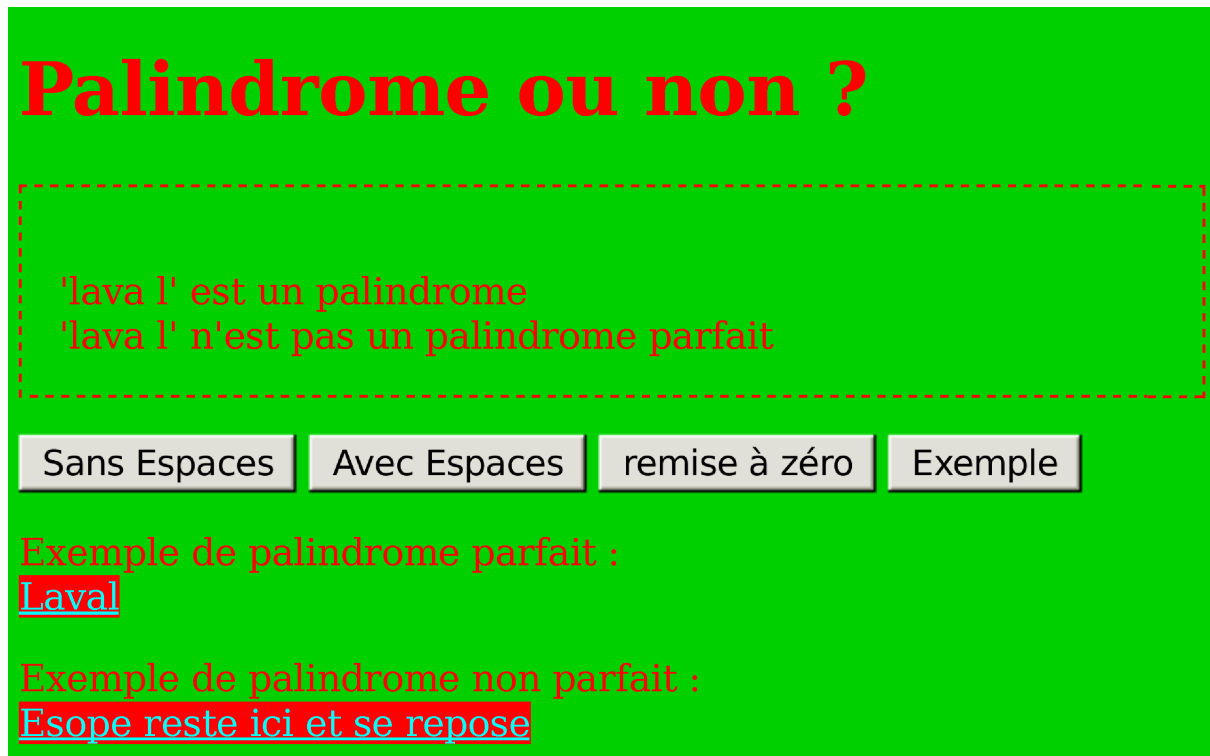 Palindrome ou non ?
'lava l' est un palindrome
'lava l' n'est pas un palindrome parfait
Sans Espaces Avec Espaces remise à zéro Exemple
Exemple de palindrome parfait :
Laval
Exemple de palindrome non parfait :
Esope reste ici et se repose